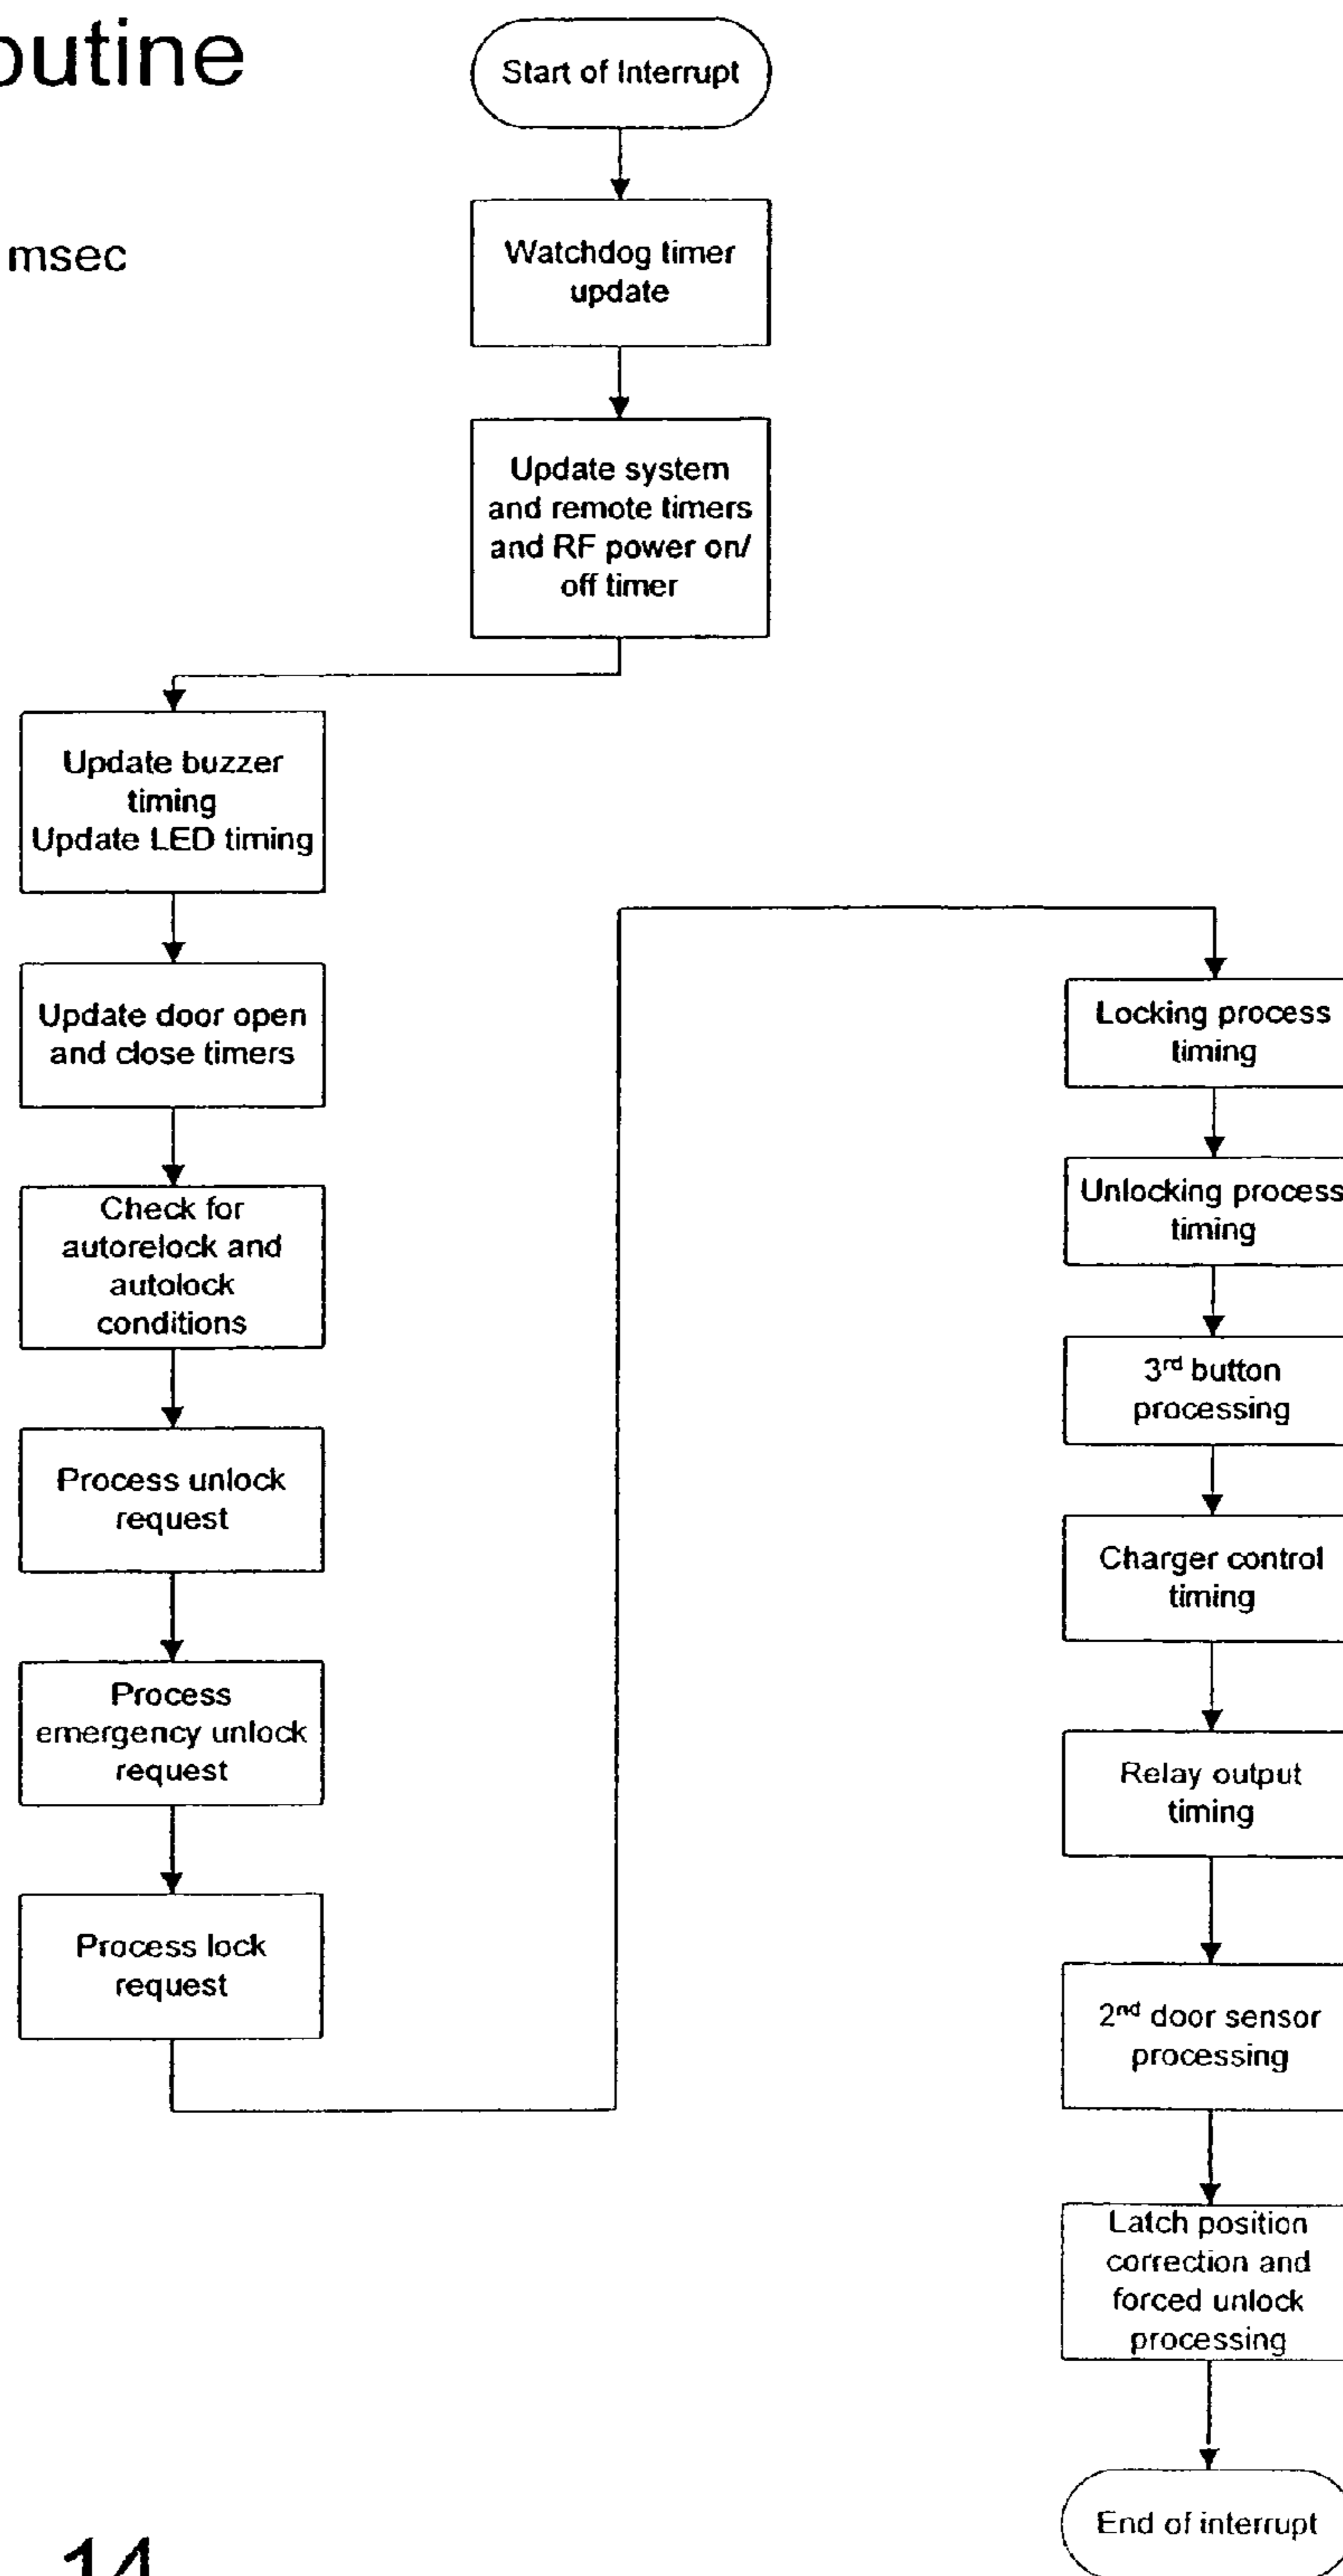 outine
msec
Start of Interrupt
Watchdog timer
update
Update system
and remote timers
and RF power on/
off timer
Update buzzer
timing
Update LED timing
Update door open
and close timers
Check for
autorelock and
autolock
conditions
Process unlock
request
Process
emergency unlock
request
Process lock
request
Locking process
timing
Unlocking process
timing
3rd button
processing
Charger control
timing
Relay output
timing
2nd door sensor
processing
Latch position
correction and
forced unlock
processing
End of interrupt
14